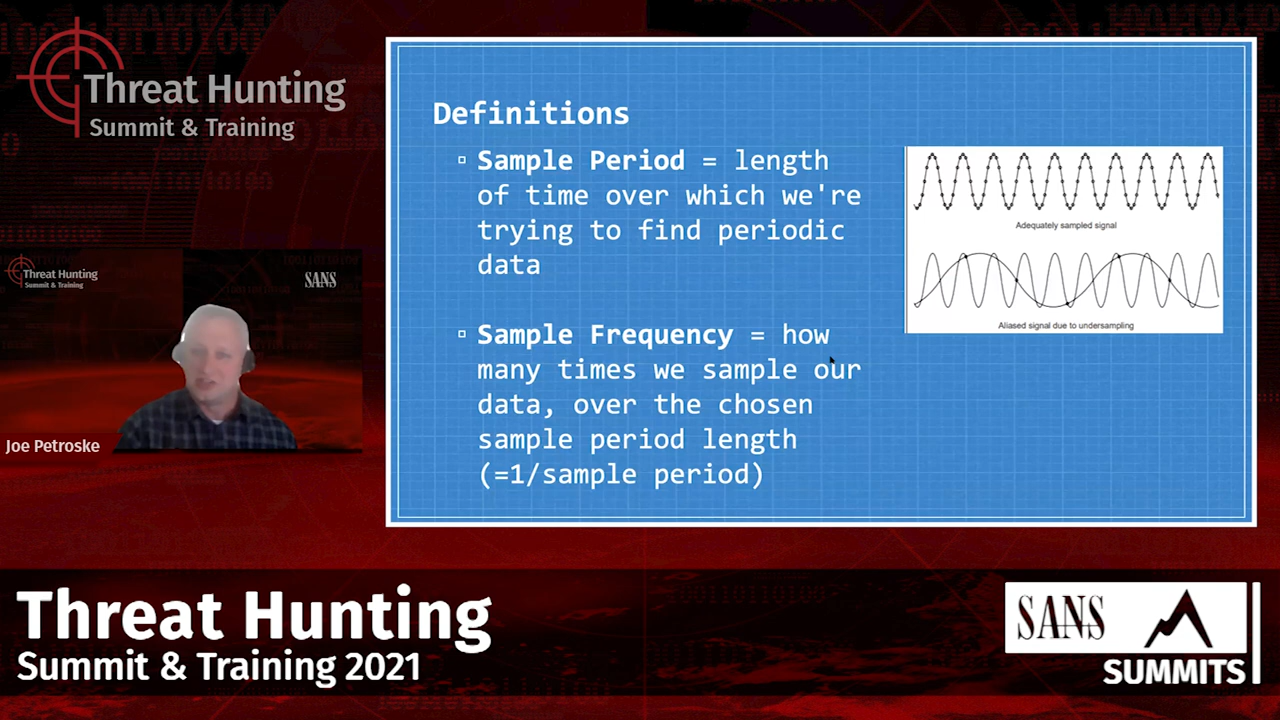 Threat Hunting
Summit & Training
Threat Hunting
Summit & Training
SANS
Joe Petroske
Definitions
Sample Period = length
of time over which we're
trying to find periodic
data
Sample Frequency = how
many times we sample our
data, over the chosen
sample period length
(=1/sample period)
Adequately sampled signal
Aliased signal due to undersampling
Threat Hunting
Summit & Training 2021
SANS
SUMMITS